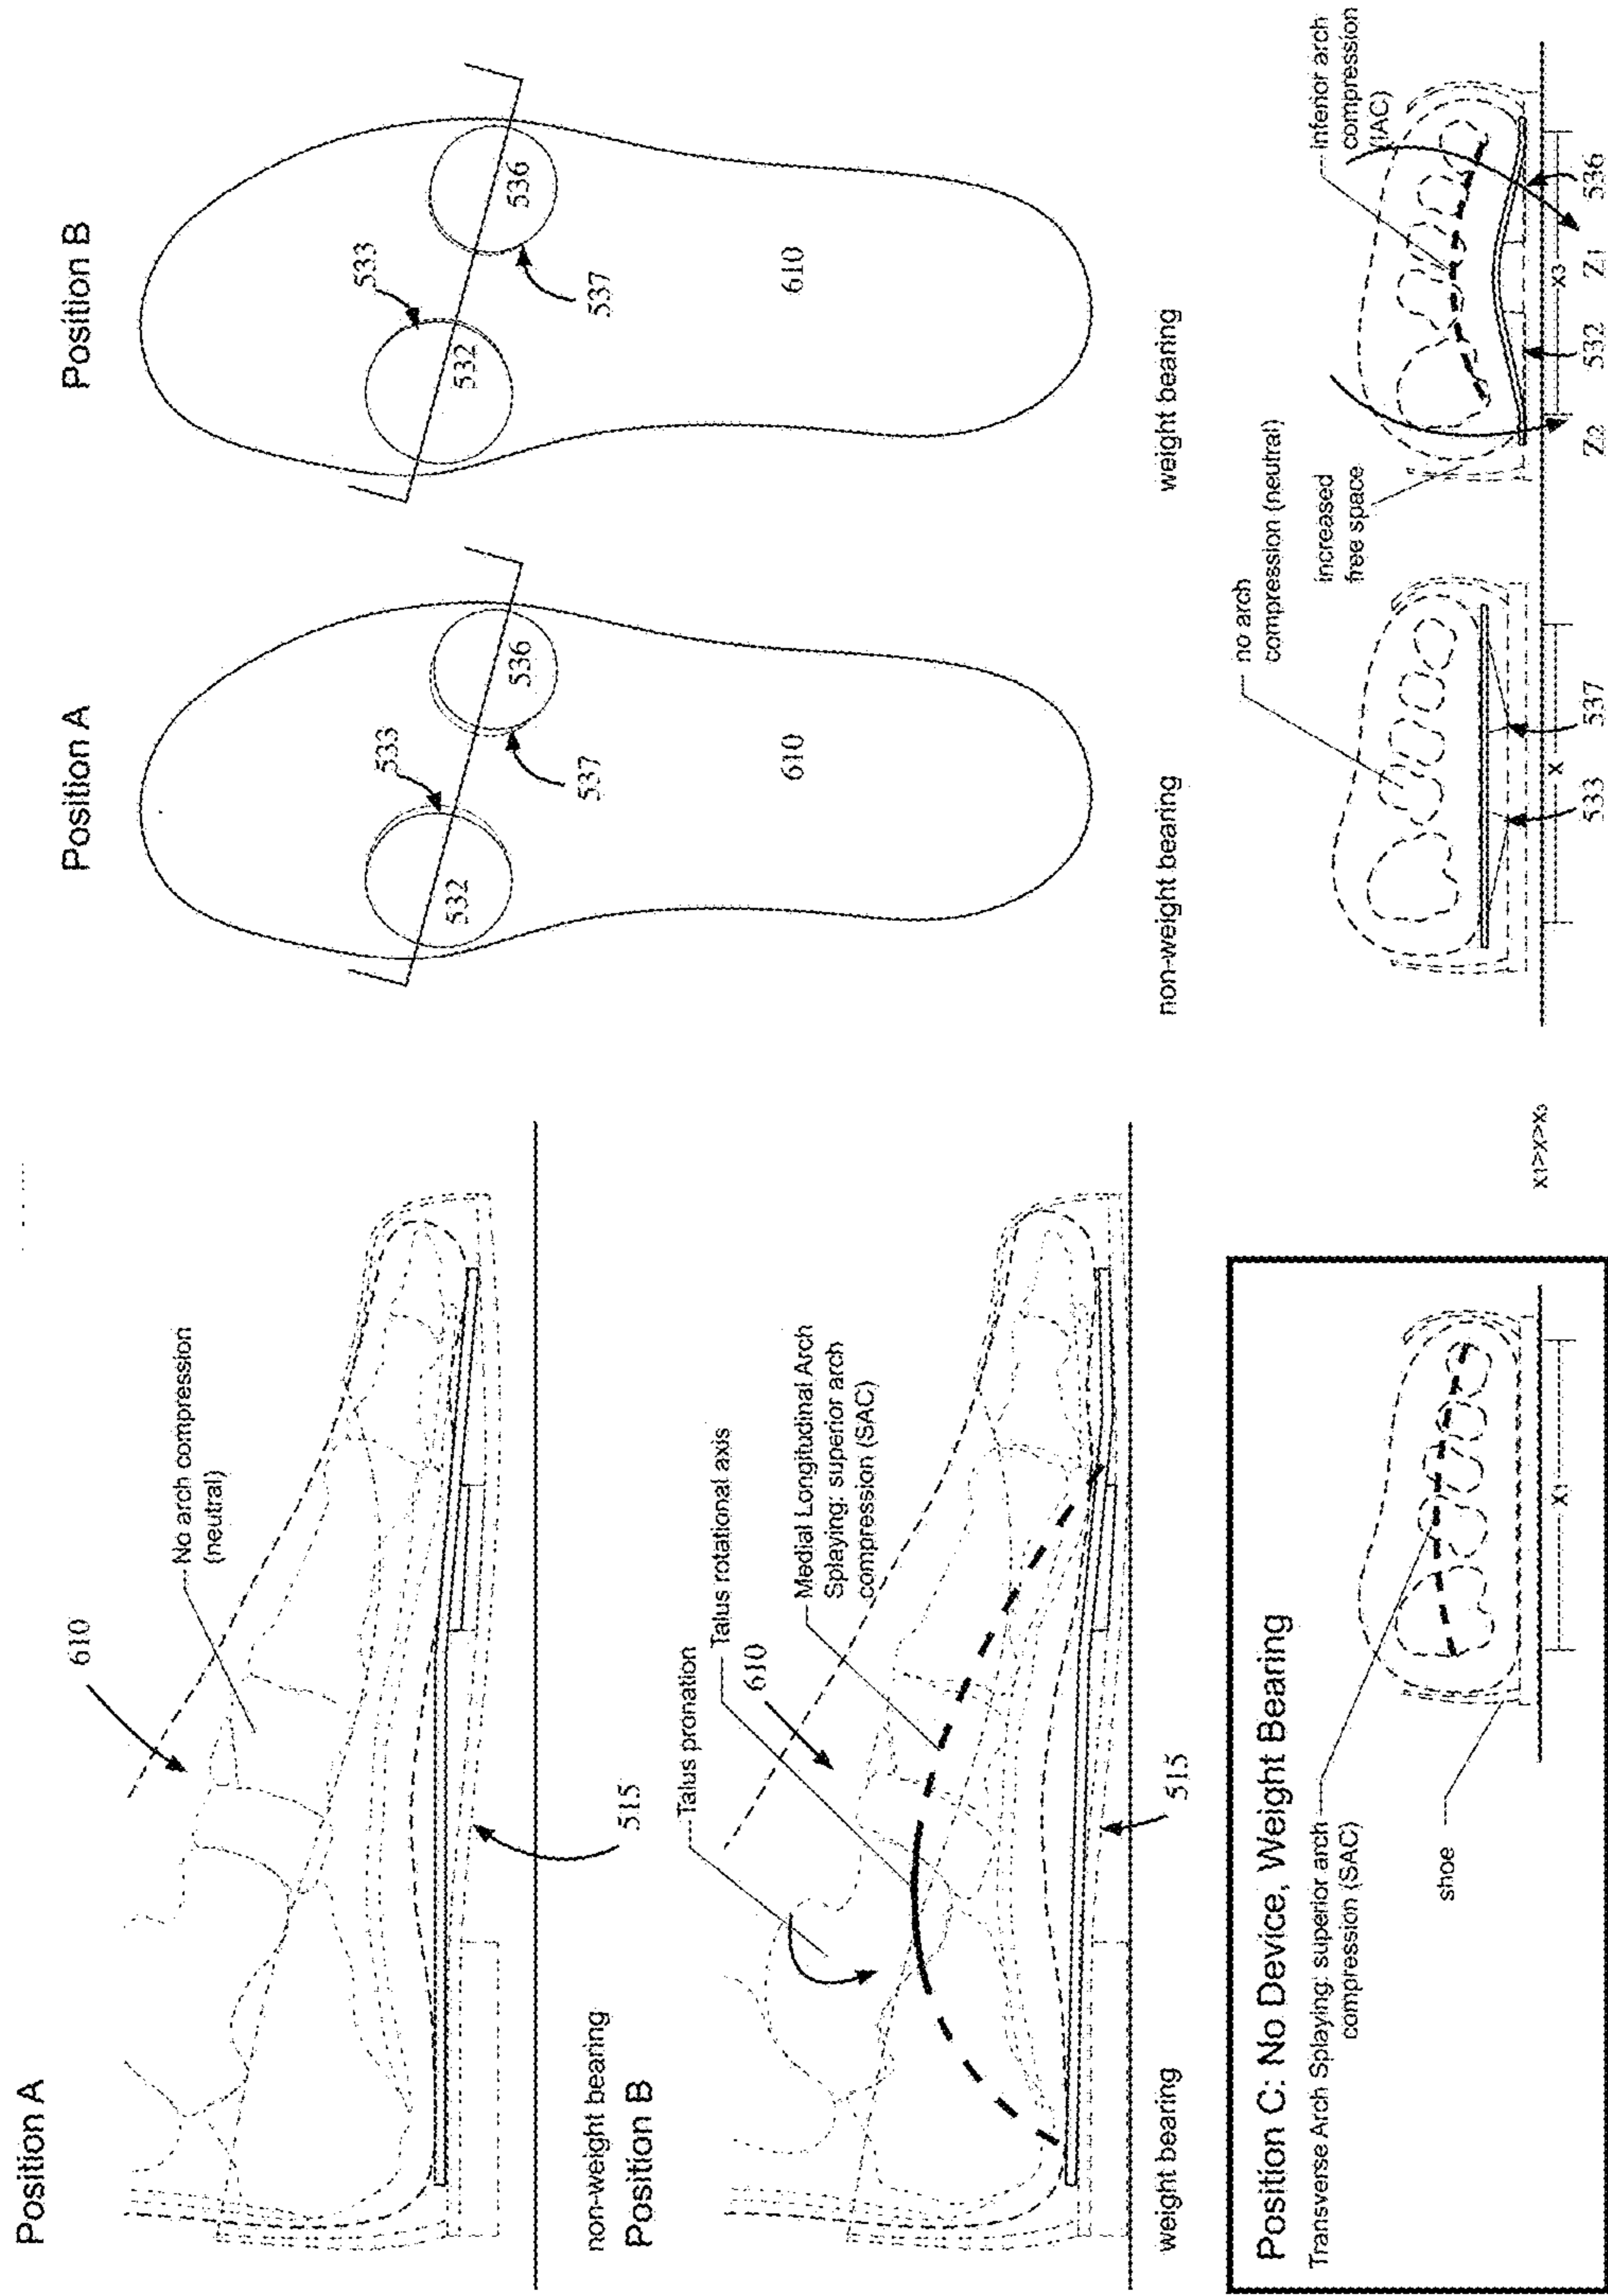 Position A
610
No arch compression
(neutral)
515
non-weight bearing
Position B
Talus pronation
Talus rotational axis
610
Medial Longitudinal Arch
Splaying: superior arch
compression (SAC)
515
weight bearing
Position C: No Device, Weight Bearing
Transverse Arch Splaying: superior arch
compression (SAC)
shoe
X1
X1>X>X3
Position A
533
532
536
537
610
non-weight bearing
Position B
533
532
536
537
610
weight bearing
no arch
compression (neutral)
X
533
537
increased
free space
Inferior arch
compression
(IAC)
X3
Z2
532
Z1
536